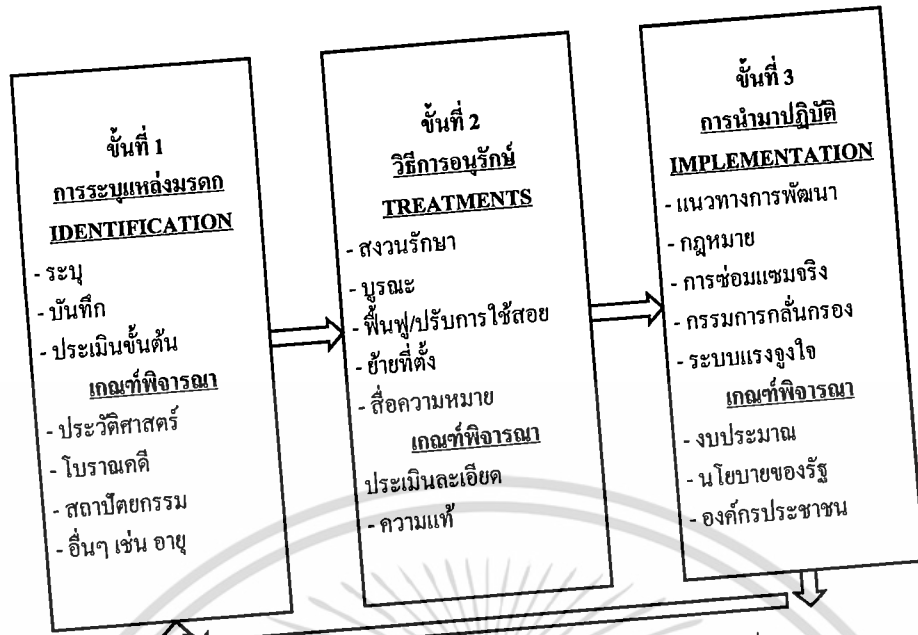 ขั้นที่ 1
การระบุแหล่งมรดก
IDENTIFICATION
- ระบุ
- บันทึก
- ประเมินขั้นต้น
เกณฑ์พิจารณา
- ประวัติศาสตร์
- โบราณคดี
- สถาปัตยกรรม
- อื่นๆ เช่น อายุ
ขั้นที่ 2
วิธีการอนุรักษ์
TREATMENTS
- สงวนรักษา
- บูรณะ
- ฟื้นฟู/ปรับการใช้สอย
- ย้ายที่ตั้ง
- สื่อความหมาย
เกณฑ์พิจารณา
ประเมินละเอียด
- ความแท้
ขั้นที่ 3
การนำมาปฏิบัติ
IMPLEMENTATION
- แนวทางการพัฒนา
- กฎหมาย
- การซ่อมแซมจริง
- กรรมการกลั่นกรอง
- ระบบแรงจูงใจ
เกณฑ์พิจารณา
- งบประมาณ
- นโยบายของรัฐ
- องค์กรประชาชน